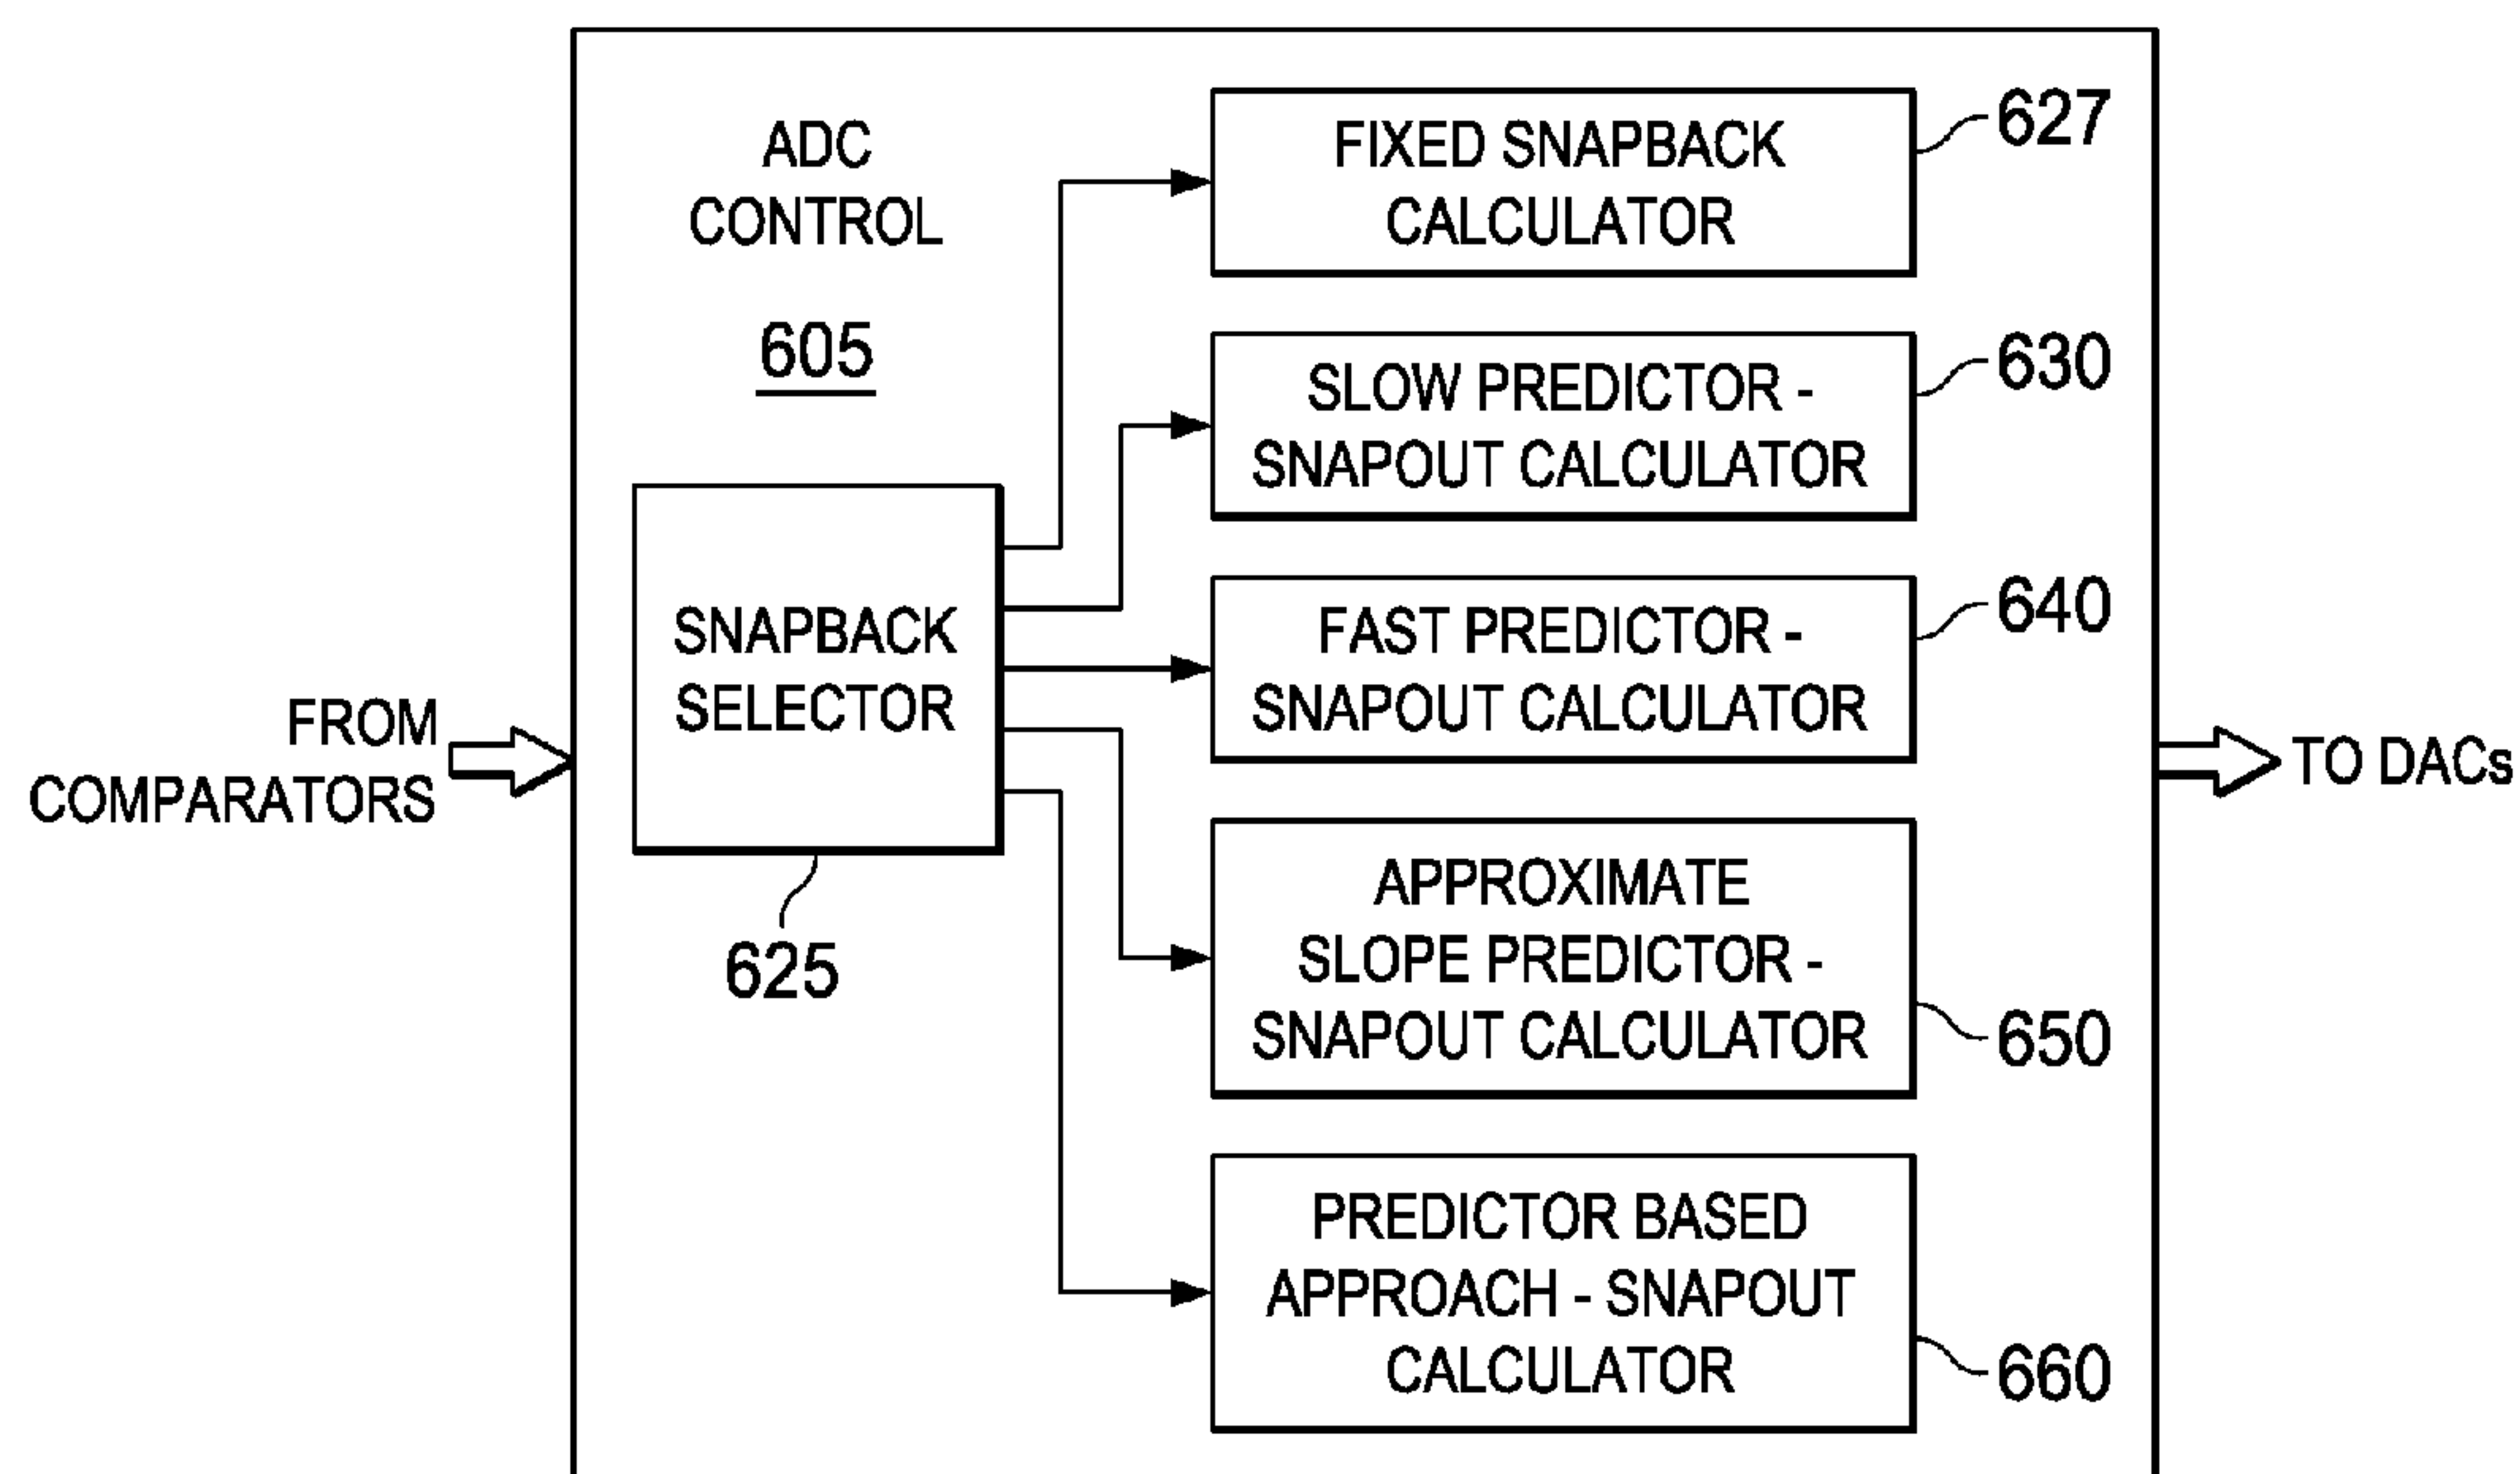 ADC
CONTROL
605
FROM
COMPARATORS
SNAPBACK
SELECTOR
625
FIXED SNAPBACK
CALCULATOR
627
SLOW PREDICTOR -
SNAPOUT CALCULATOR
630
FAST PREDICTOR -
SNAPOUT CALCULATOR
640
APPROXIMATE
SLOPE PREDICTOR -
SNAPOUT CALCULATOR
650
PREDICTOR BASED
APPROACH - SNAPOUT
CALCULATOR
660
TO DACs